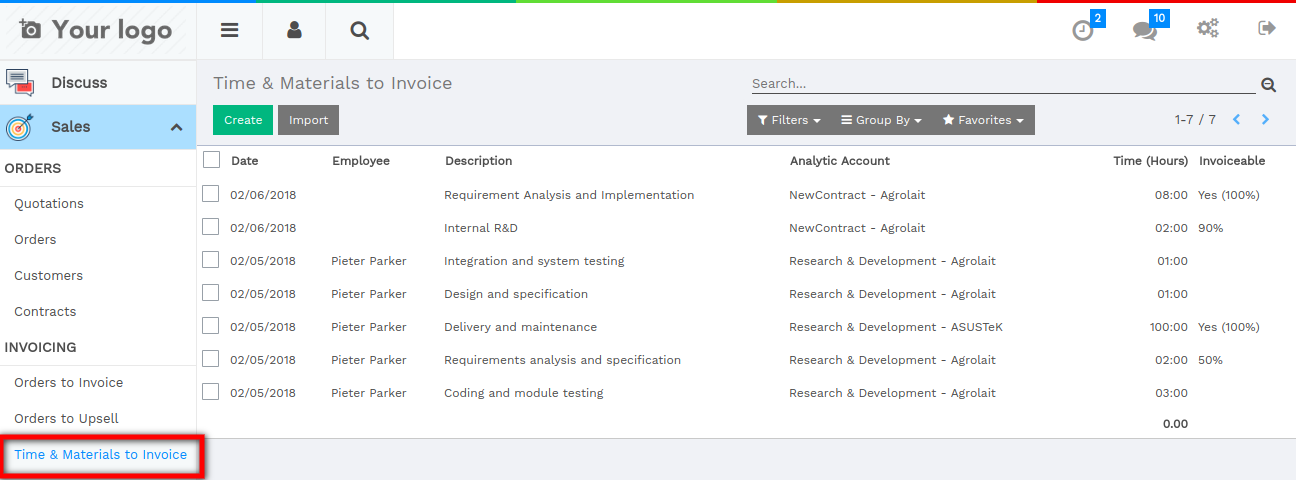 Your logo
2
10
Discuss
Sales
ORDERS
Quotations
Orders
Customers
Contracts
INVOICING
Orders to Invoice
Orders to Upsell
Time & Materials to Invoice
Time & Materials to Invoice
Search...
Create Import
Filters Group By Favorites
1-7 / 7
Date Employee Description Analytic Account Time (Hours) Invoiceable
02/06/2018 Requirement Analysis and Implementation NewContract - Agrolait 08:00 Yes (100%)
02/06/2018 Internal R&D NewContract - Agrolait 02:00 90%
02/05/2018 Pieter Parker Integration and system testing Research & Development - Agrolait 01:00
02/05/2018 Pieter Parker Design and specification Research & Development - Agrolait 01:00
02/05/2018 Pieter Parker Delivery and maintenance Research & Development - ASUSTeK 100:00 Yes (100%)
02/05/2018 Pieter Parker Requirements analysis and specification Research & Development - Agrolait 02:00 50%
02/05/2018 Pieter Parker Coding and module testing Research & Development - Agrolait 03:00
0.00